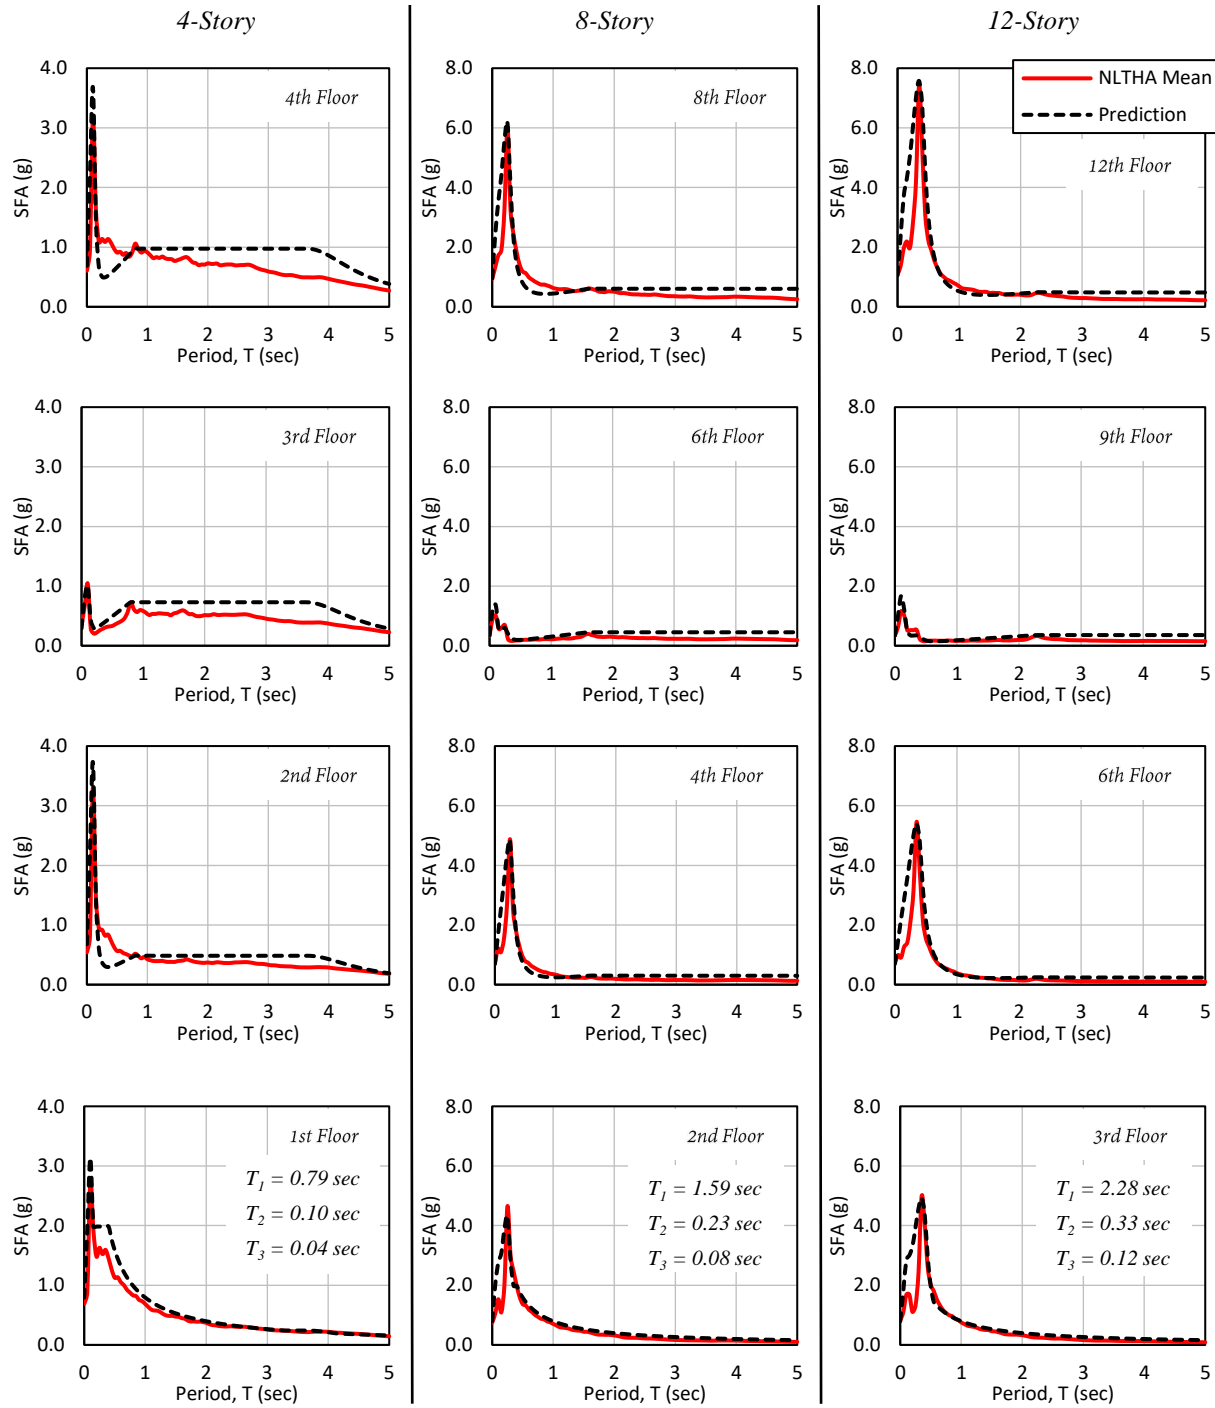 4-Story 8-Story 12-Story
NLTHA Mean
Prediction
4th Floor
SFA (g)
4.0
3.0
2.0
1.0
0.0
0 1 2 3 4 5
Period, T (sec)
8th Floor
SFA (g)
8.0
6.0
4.0
2.0
0.0
0 1 2 3 4 5
Period, T (sec)
12th Floor
SFA (g)
8.0
6.0
4.0
2.0
0.0
0 1 2 3 4 5
Period, T (sec)
3rd Floor
SFA (g)
4.0
3.0
2.0
1.0
0.0
0 1 2 3 4 5
Period, T (sec)
6th Floor
SFA (g)
8.0
6.0
4.0
2.0
0.0
0 1 2 3 4 5
Period, T (sec)
9th Floor
SFA (g)
8.0
6.0
4.0
2.0
0.0
0 1 2 3 4 5
Period, T (sec)
2nd Floor
SFA (g)
4.0
3.0
2.0
1.0
0.0
0 1 2 3 4 5
Period, T (sec)
4th Floor
SFA (g)
8.0
6.0
4.0
2.0
0.0
0 1 2 3 4 5
Period, T (sec)
6th Floor
SFA (g)
8.0
6.0
4.0
2.0
0.0
0 1 2 3 4 5
Period, T (sec)
1st Floor
T1 = 0.79 sec
T2 = 0.10 sec
T3 = 0.04 sec
SFA (g)
4.0
3.0
2.0
1.0
0.0
0 1 2 3 4 5
Period, T (sec)
2nd Floor
T1 = 1.59 sec
T2 = 0.23 sec
T3 = 0.08 sec
SFA (g)
8.0
6.0
4.0
2.0
0.0
0 1 2 3 4 5
Period, T (sec)
3rd Floor
T1 = 2.28 sec
T2 = 0.33 sec
T3 = 0.12 sec
SFA (g)
8.0
6.0
4.0
2.0
0.0
0 1 2 3 4 5
Period, T (sec)